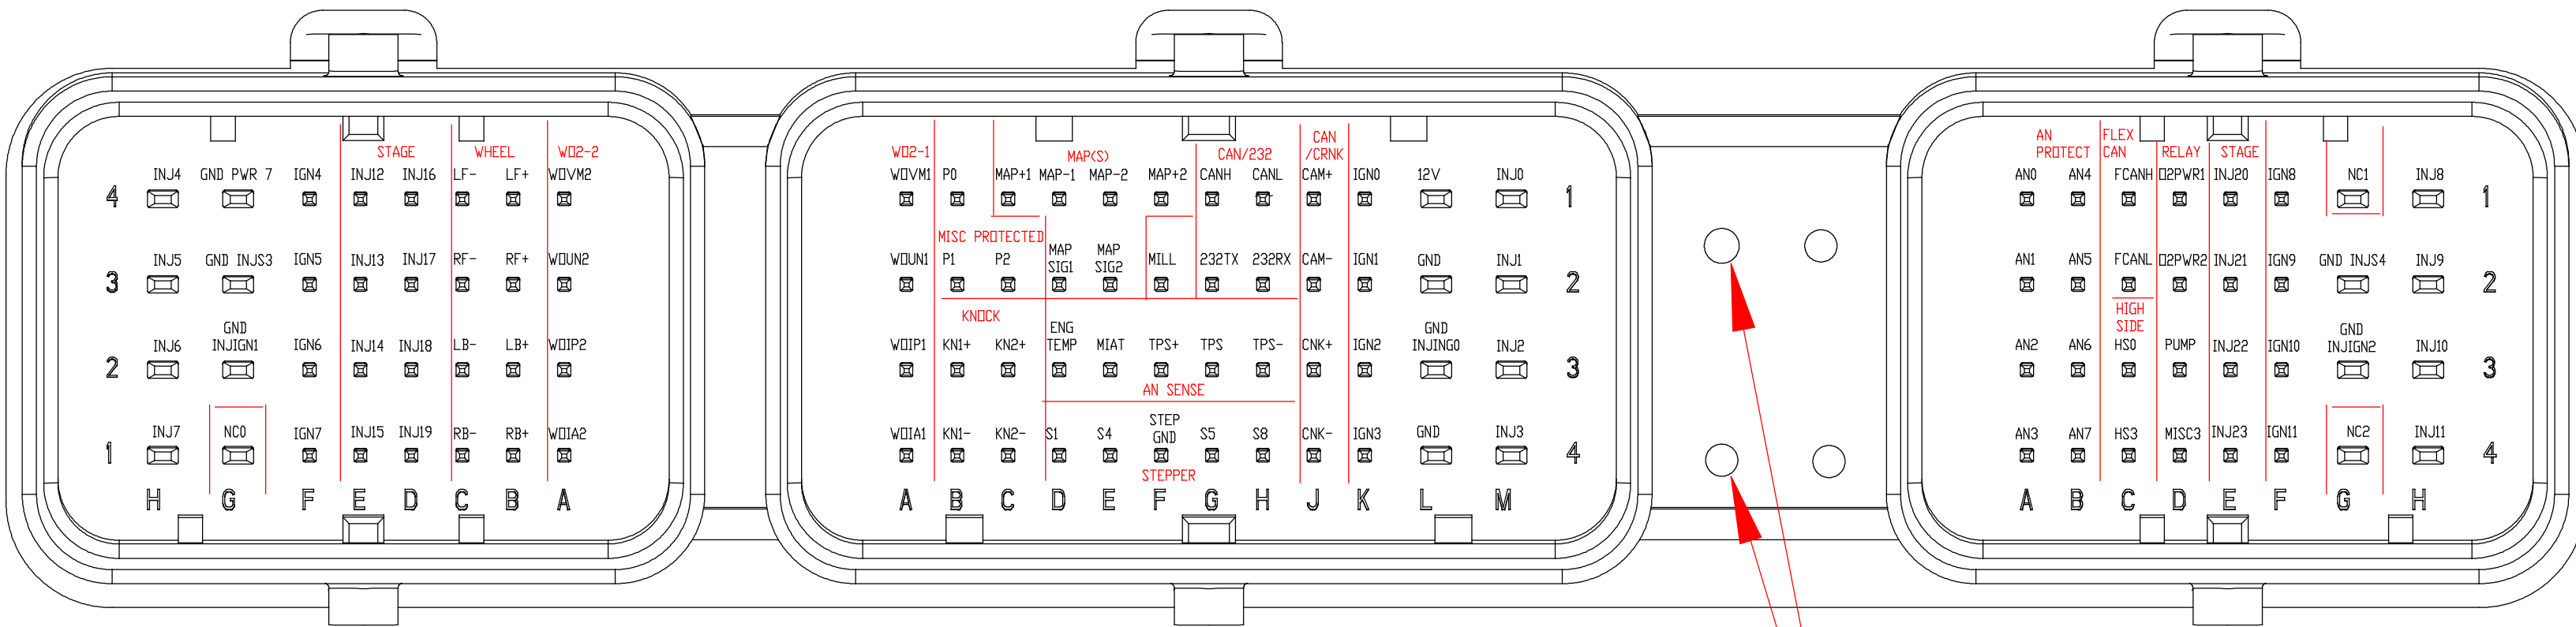 STAGE WHEEL WO2-2
INJ4 GND PWR 7 IGN4 INJ12 INJ16 LF- LF+ WOVM2
4
INJ5 GND INJS3 IGN5 INJ13 INJ17 RF- RF+ WOUN2
3
GND
INJ6 INJIGN1 IGN6 INJ14 INJ18 LB- LB+ WOIP2
2
INJ7 NC0 IGN7 INJ15 INJ19 RB- RB+ WOIA2
1
H G F E D C B A
CAN
WO2-1 MAP(S) CAN/232 /CRNK
WOVM1 P0 MAP+1 MAP-1 MAP-2 MAP+2 CANH CANL CAM+ IGN0 12V INJ0
1
MISC PROTECTED
MAP MAP
WOUN1 P1 P2 SIG1 SIG2 MILL 232TX 232RX CAM- IGN1 GND INJ1
2
KNOCK
ENG GND
WOIP1 KN1+ KN2+ TEMP MIAT TPS+ TPS TPS- CNK+ IGN2 INJING0 INJ2
3
AN SENSE
STEP
WOIA1 KN1- KN2- S1 S4 GND S5 S8 CNK- IGN3 GND INJ3
4
STEPPER
A B C D E F G H J K L M
AN FLEX
PROTECT CAN RELAY STAGE
AN0 AN4 FCANH O2PWR1 INJ20 IGN8 NC1 INJ8
1
AN1 AN5 FCANL O2PWR2 INJ21 IGN9 GND INJS4 INJ9
2
HIGH
SIDE
GND
AN2 AN6 HS0 PUMP INJ22 IGN10 INJIGN2 INJ10
3
AN3 AN7 HS3 MISC3 INJ23 IGN11 NC2 INJ11
4
A B C D E F G H